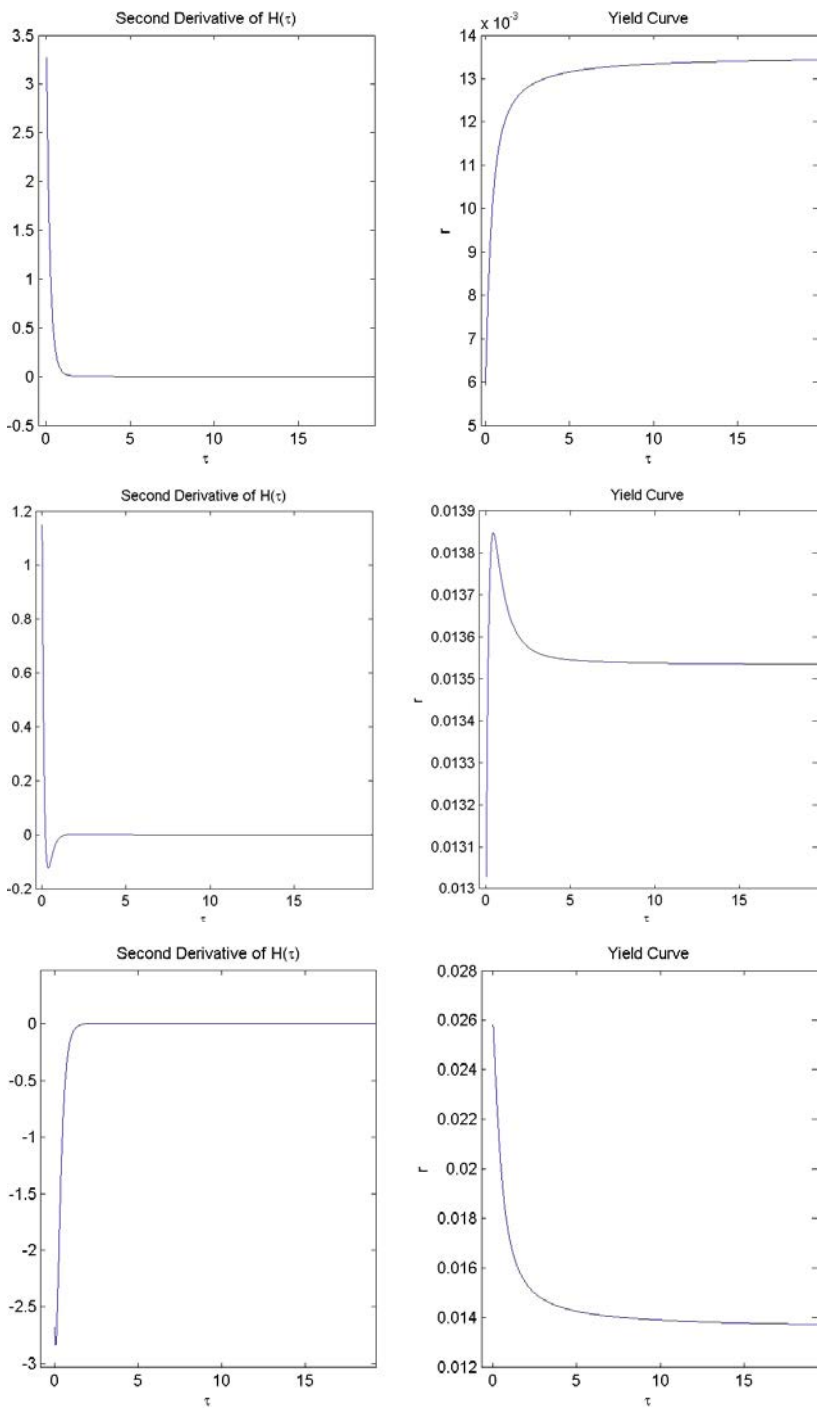 Second Derivative of H(τ)
3.5
3
2.5
2
1.5
1
0.5
0
-0.5
0 5 10 15
τ
Yield Curve
x 10⁻³
14
13
12
11
10
9
8
7
6
5
r
0 5 10 15
τ
Second Derivative of H(τ)
1.2
1
0.8
0.6
0.4
0.2
0
-0.2
0 5 10 15
τ
Yield Curve
0.0139
0.0138
0.0137
0.0136
0.0135
0.0134
0.0133
0.0132
0.0131
0.013
r
0 5 10 15
τ
Second Derivative of H(τ)
0
-0.5
-1
-1.5
-2
-2.5
-3
0 5 10 15
τ
Yield Curve
0.028
0.026
0.024
0.022
0.02
0.018
0.016
0.014
0.012
r
0 5 10 15
τ